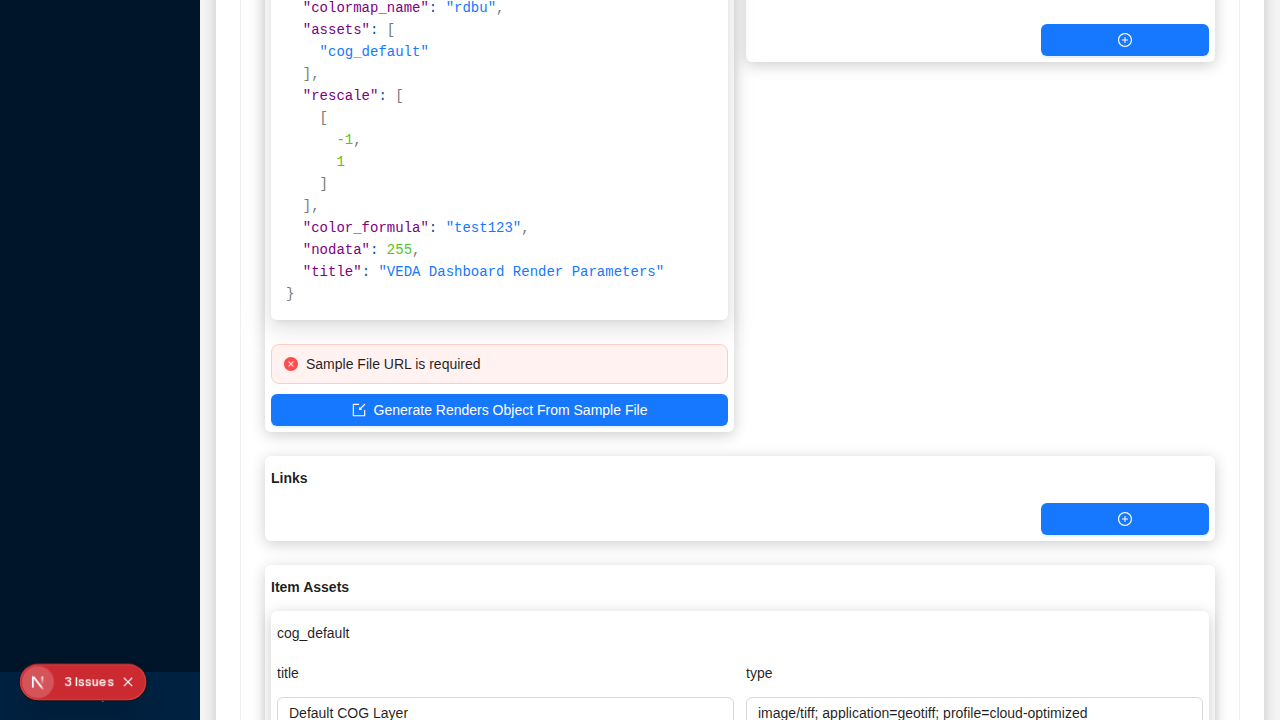 "colormap_name": "rdbu",
"assets": [
"cog_default"
],
"rescale": [
[
-1,
1
]
],
"color_formula": "test123",
"nodata": 255,
"title": "VEDA Dashboard Render Parameters"
}
Sample File URL is required
Generate Renders Object From Sample File
Links
Item Assets
cog_default
title
type
Default COG Layer
image/tiff; application=geotiff; profile=cloud-optimized
N
3 Issues